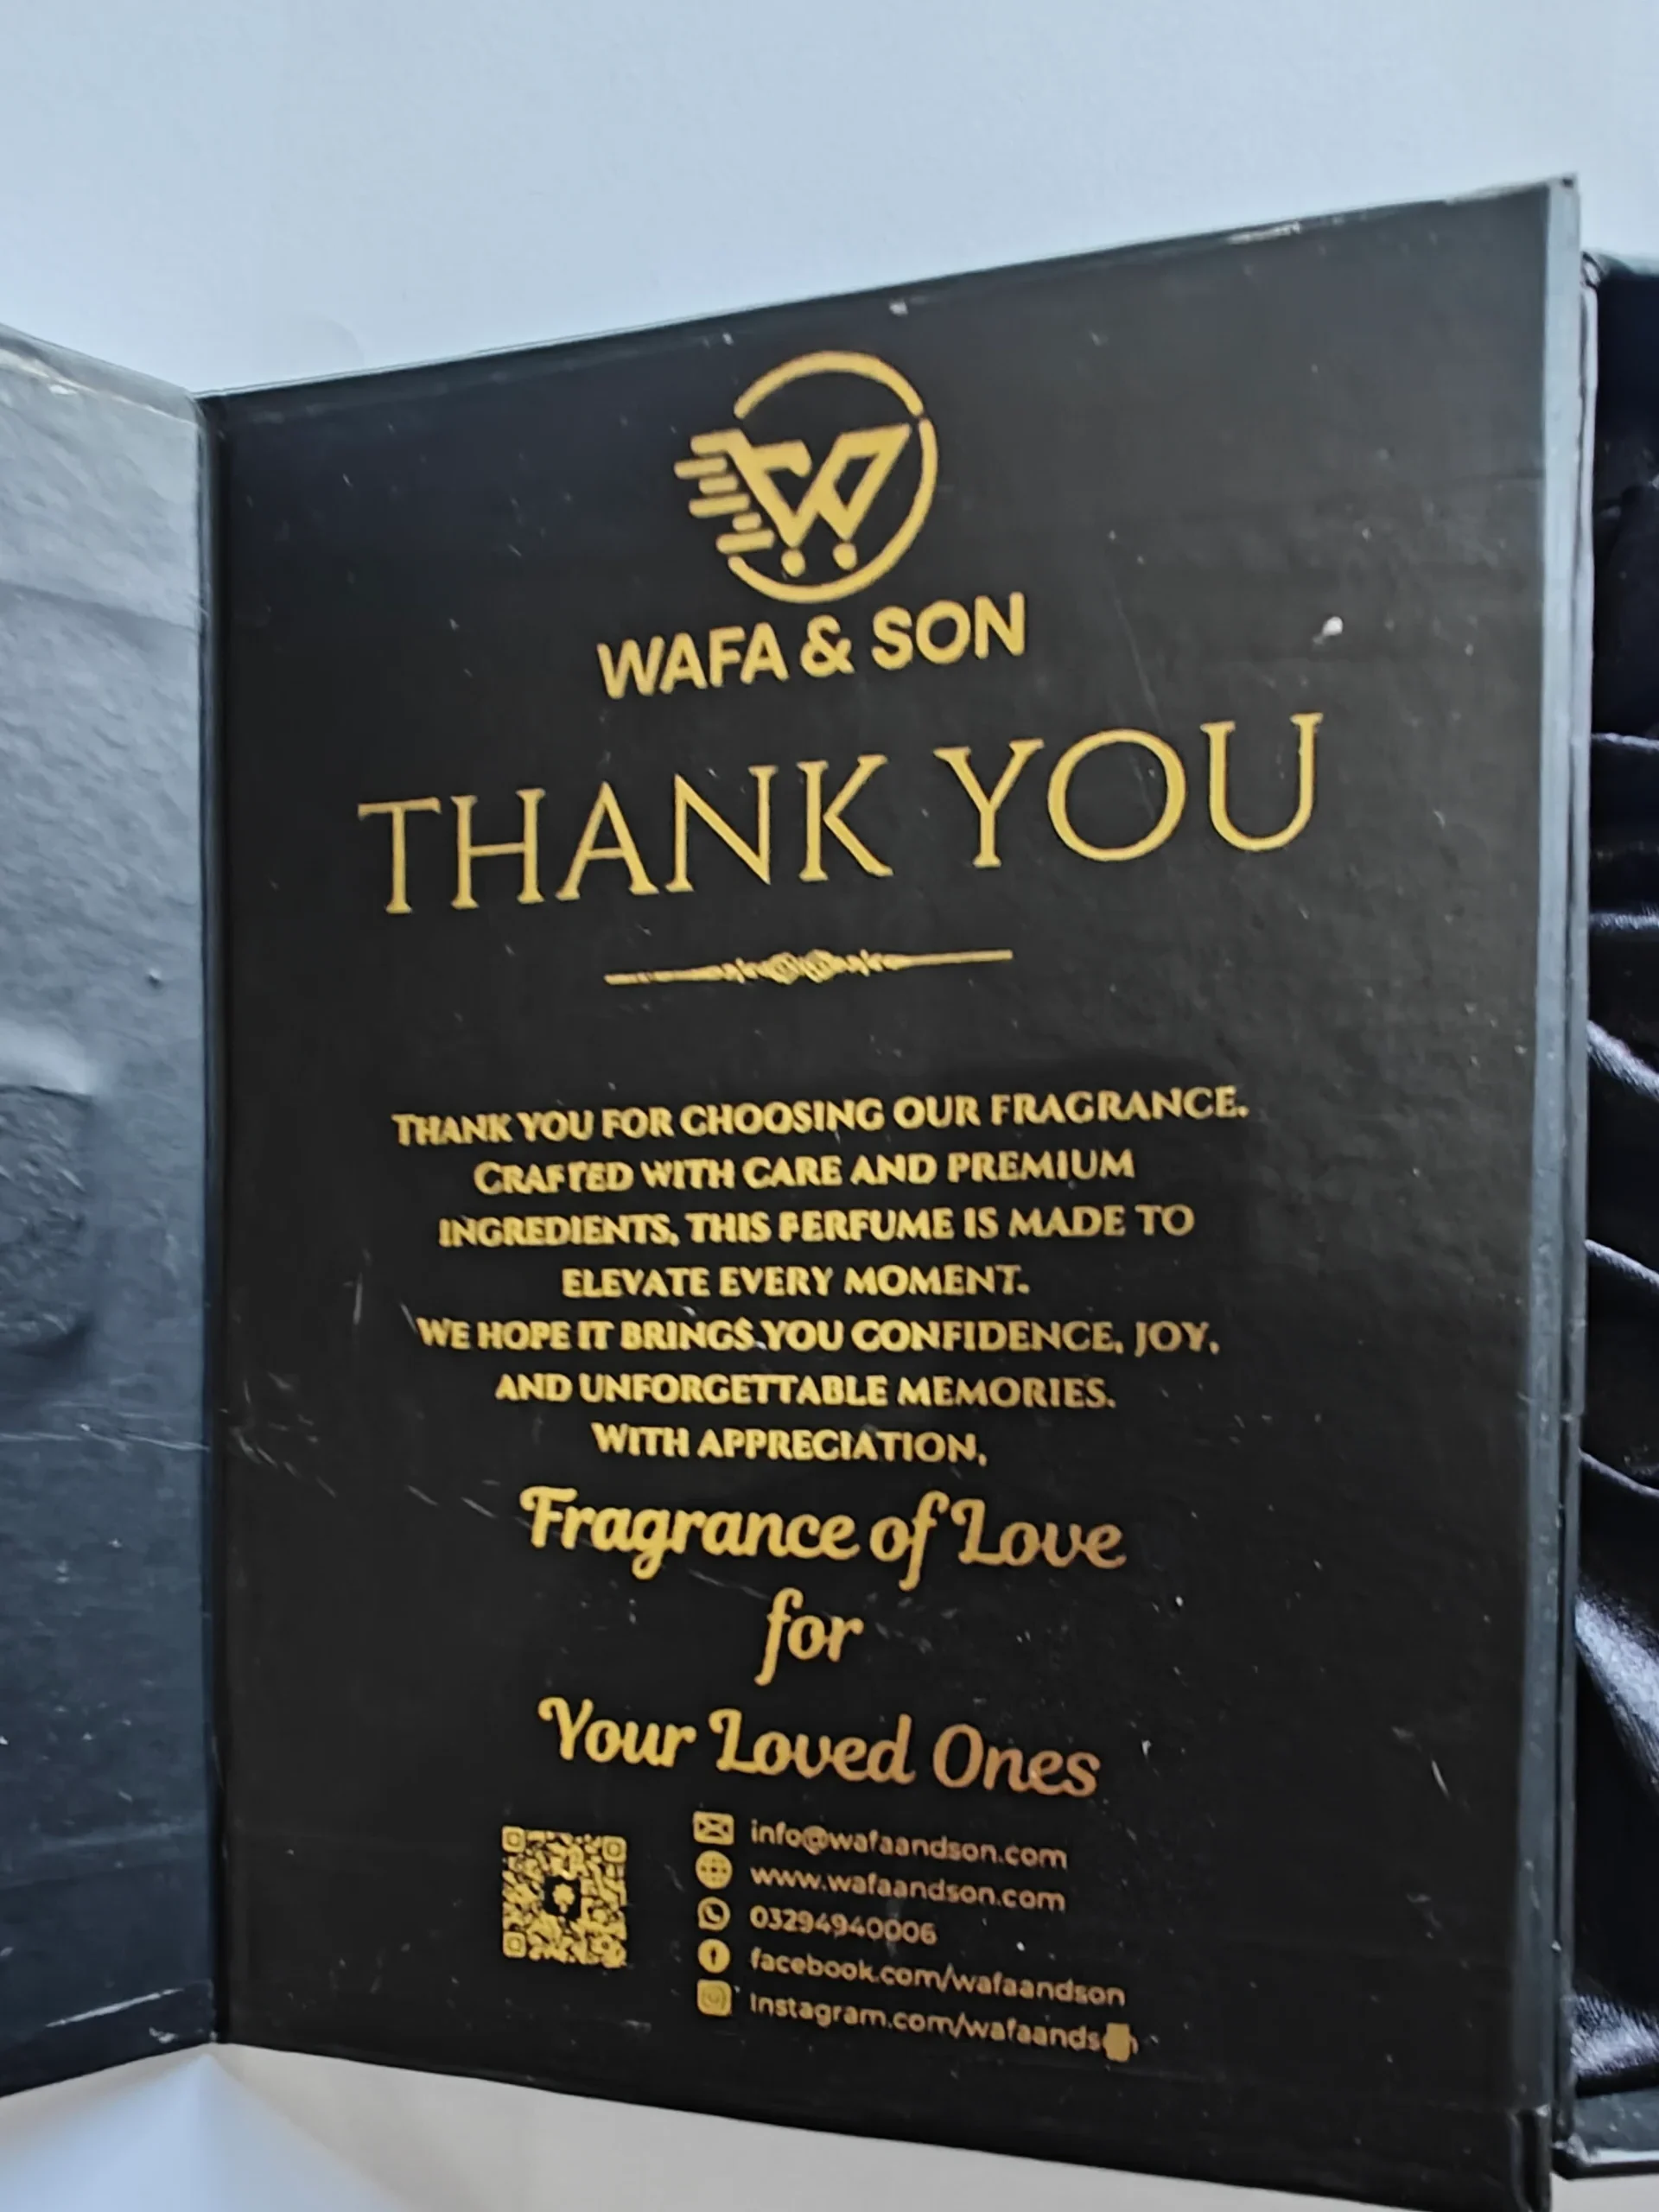 WAFA & SON
THANK YOU
THANK YOU FOR CHOOSING OUR FRAGRANCE.
CRAFTED WITH CARE AND PREMIUM
INGREDIENTS, THIS PERFUME IS MADE TO
ELEVATE EVERY MOMENT.
WE HOPE IT BRINGS YOU CONFIDENCE, JOY,
AND UNFORGETTABLE MEMORIES.
WITH APPRECIATION,
Fragrance of Love
for
Your Loved Ones
info@wafaandson.com
www.wafaandson.com
03294940006
facebook.com/wafaandson